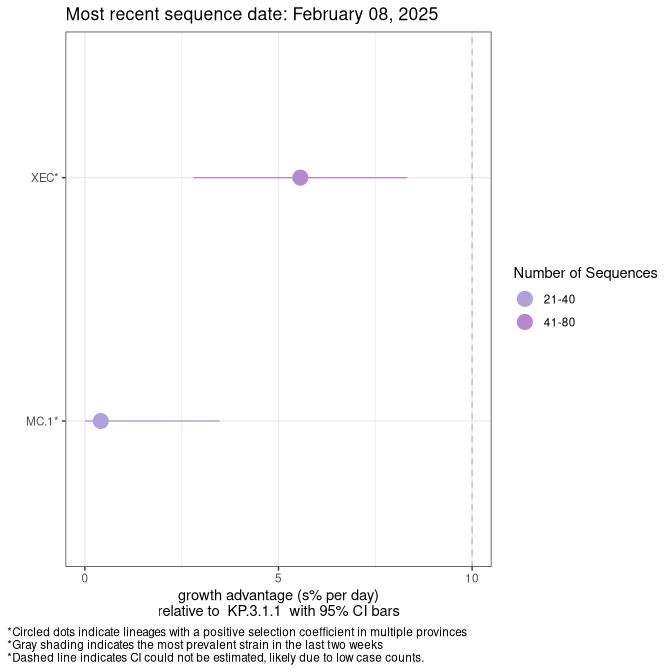 Most recent sequence date: February 08, 2025
XEC*
MC.1*
0
5
10
growth advantage (s% per day)
relative to  KP.3.1.1  with 95% CI bars
Number of Sequences
21-40
41-80
*Circled dots indicate lineages with a positive selection coefficient in multiple provinces
*Gray shading indicates the most prevalent strain in the last two weeks
*Dashed line indicates CI could not be estimated, likely due to low case counts.